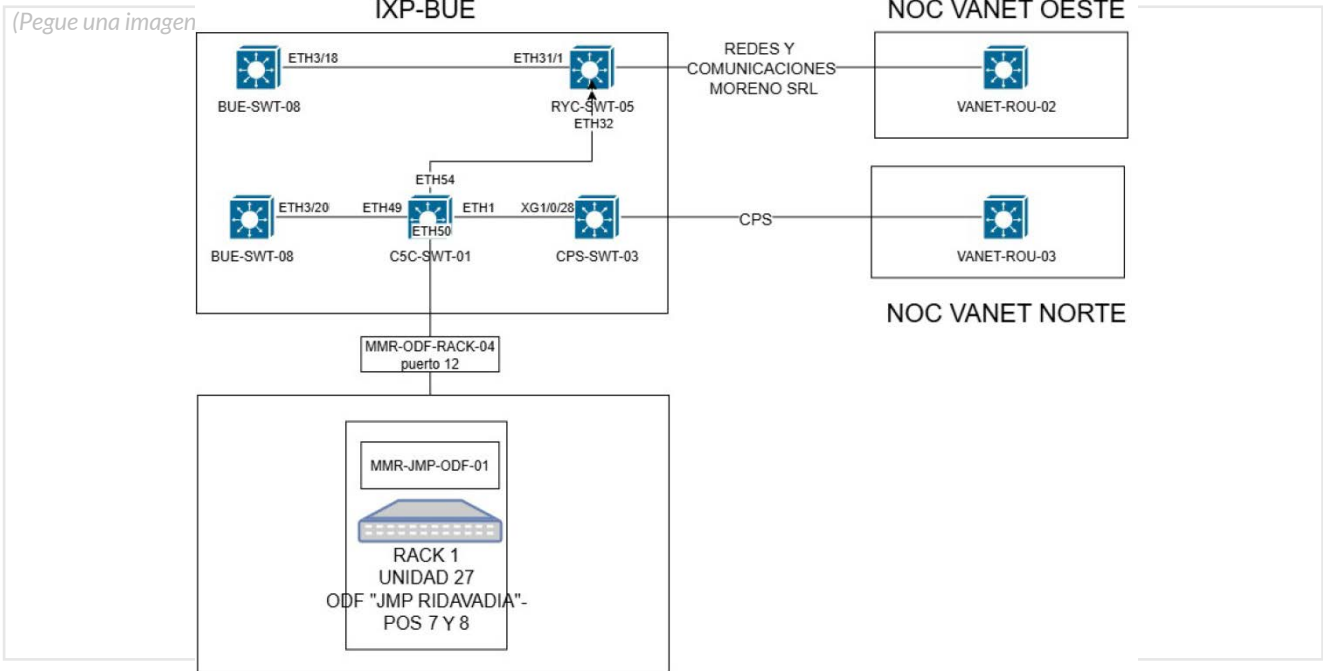 IXP-BUE
NOC VANET OESTE
(Pegue una imagen
ETH3/18
ETH31/1
REDES Y
COMUNICACIONES
MORENO SRL
BUE-SWT-08
RYC-SWT-05
VANET-ROU-02
ETH32
ETH54
ETH3/20
ETH49
ETH1
XG1/0/28
CPS
ETH50
BUE-SWT-08
C5C-SWT-01
CPS-SWT-03
VANET-ROU-03
NOC VANET NORTE
MMR-ODF-RACK-04
puerto 12
MMR-JMP-ODF-01
RACK 1
UNIDAD 27
ODF "JMP RIDAVADIA"-
POS 7 Y 8